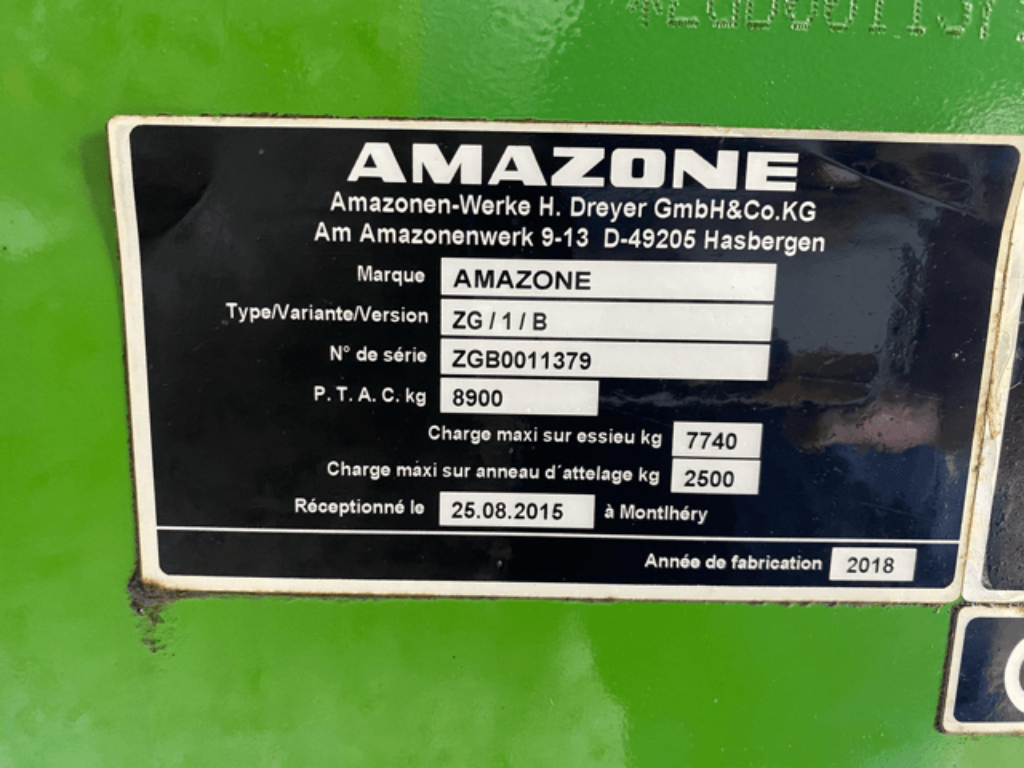 AMAZONE
Amazonen-Werke H. Dreyer GmbH&Co.KG
Am Amazonenwerk 9-13 D-49205 Hasbergen
Marque AMAZONE
Type/Variante/Version ZG / 1 / B
N° de série ZGB0011379
P. T. A. C. kg 8900
Charge maxi sur essieu kg 7740
Charge maxi sur anneau d´attelage kg 2500
Réceptionné le 25.08.2015 à Montlhéry
Année de fabrication 2018